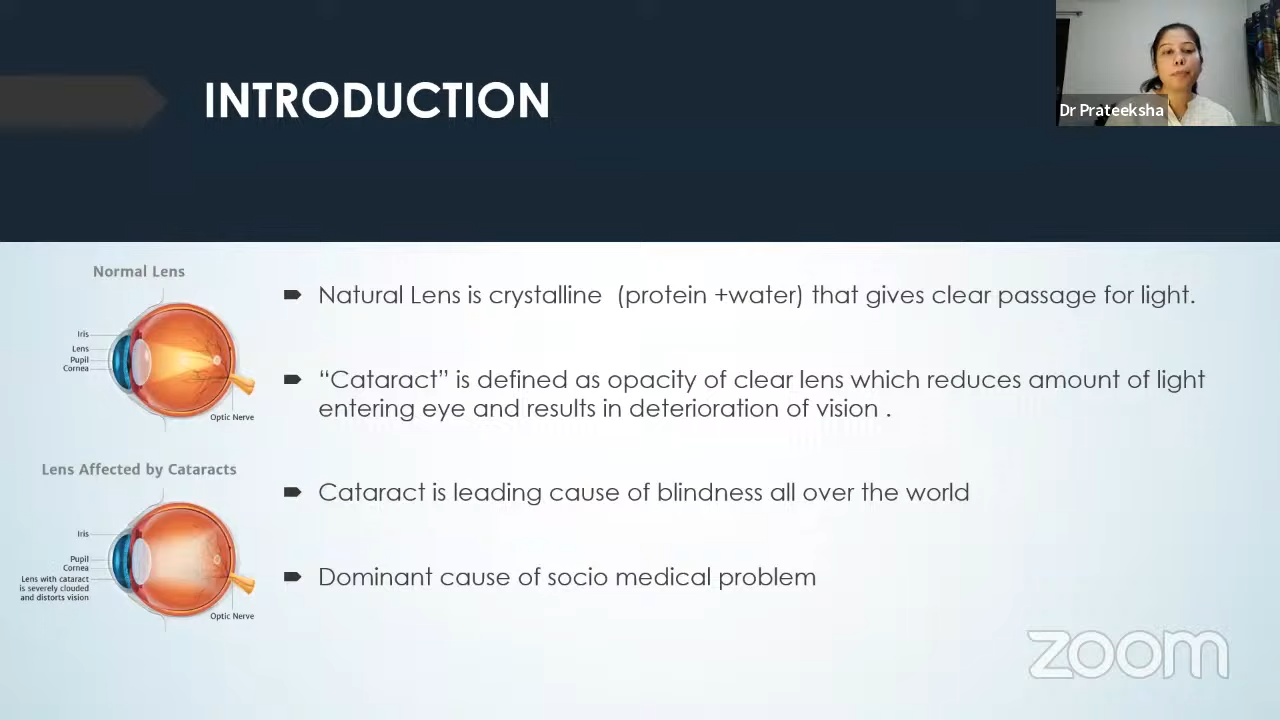 INTRODUCTION
Dr Prateeksha
Normal Lens
Iris
Lens
Pupil
Cornea
Optic Nerve
Natural Lens is crystalline (protein +water) that gives clear passage for light.
“Cataract” is defined as opacity of clear lens which reduces amount of light
entering eye and results in deterioration of vision .
Lens Affected by Cataracts
Iris
Pupil
Cornea
Lens with cataract
is severely clouded
and distorts vision
Optic Nerve
Cataract is leading cause of blindness all over the world
Dominant cause of socio medical problem
zoom